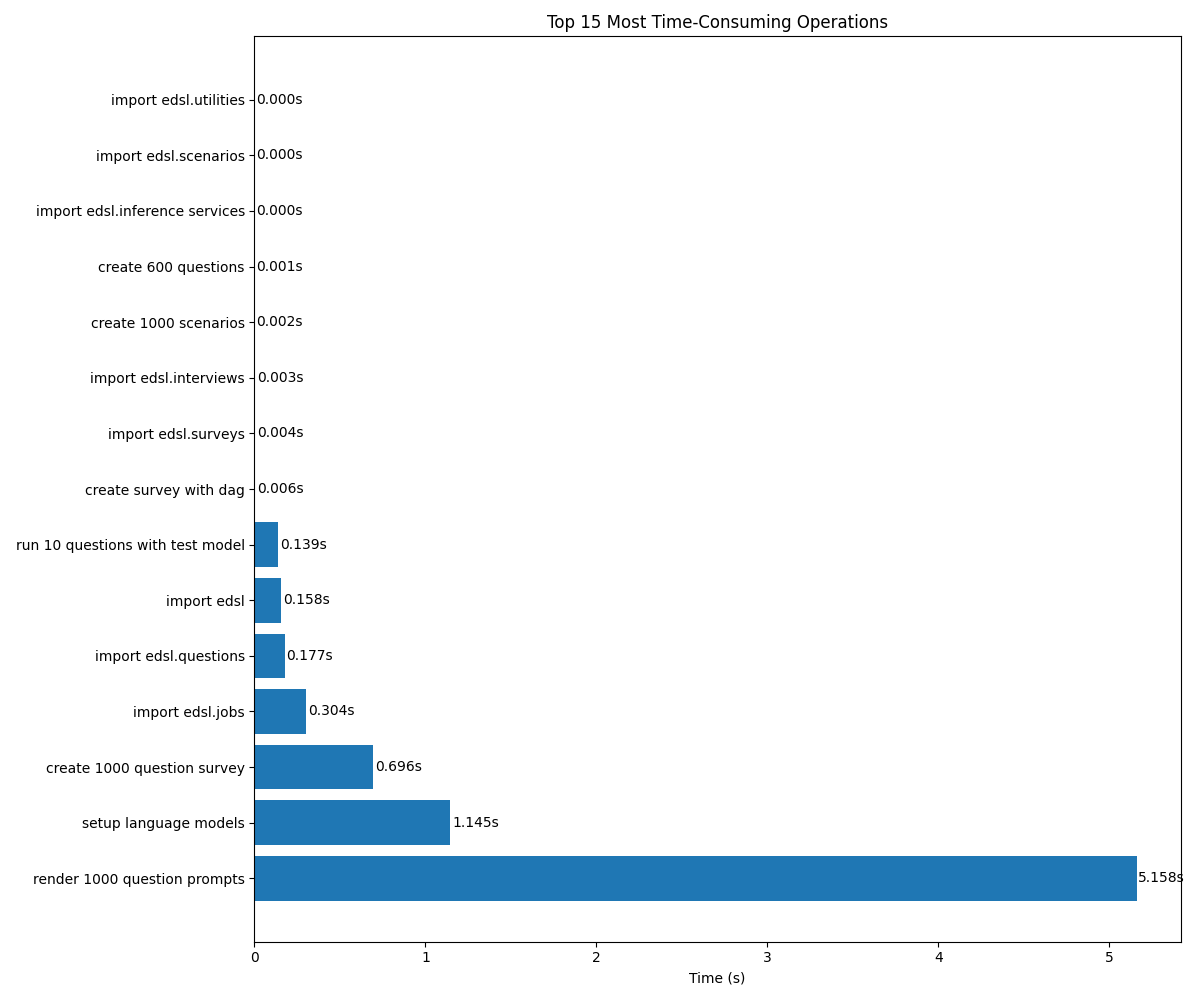 Top 15 Most Time-Consuming Operations
import edsl.utilities 0.000s
import edsl.scenarios 0.000s
import edsl.inference services 0.000s
create 600 questions 0.001s
create 1000 scenarios 0.002s
import edsl.interviews 0.003s
import edsl.surveys 0.004s
create survey with dag 0.006s
run 10 questions with test model 0.139s
import edsl 0.158s
import edsl.questions 0.177s
import edsl.jobs 0.304s
create 1000 question survey 0.696s
setup language models 1.145s
render 1000 question prompts 5.158s
0 1 2 3 4 5
Time (s)